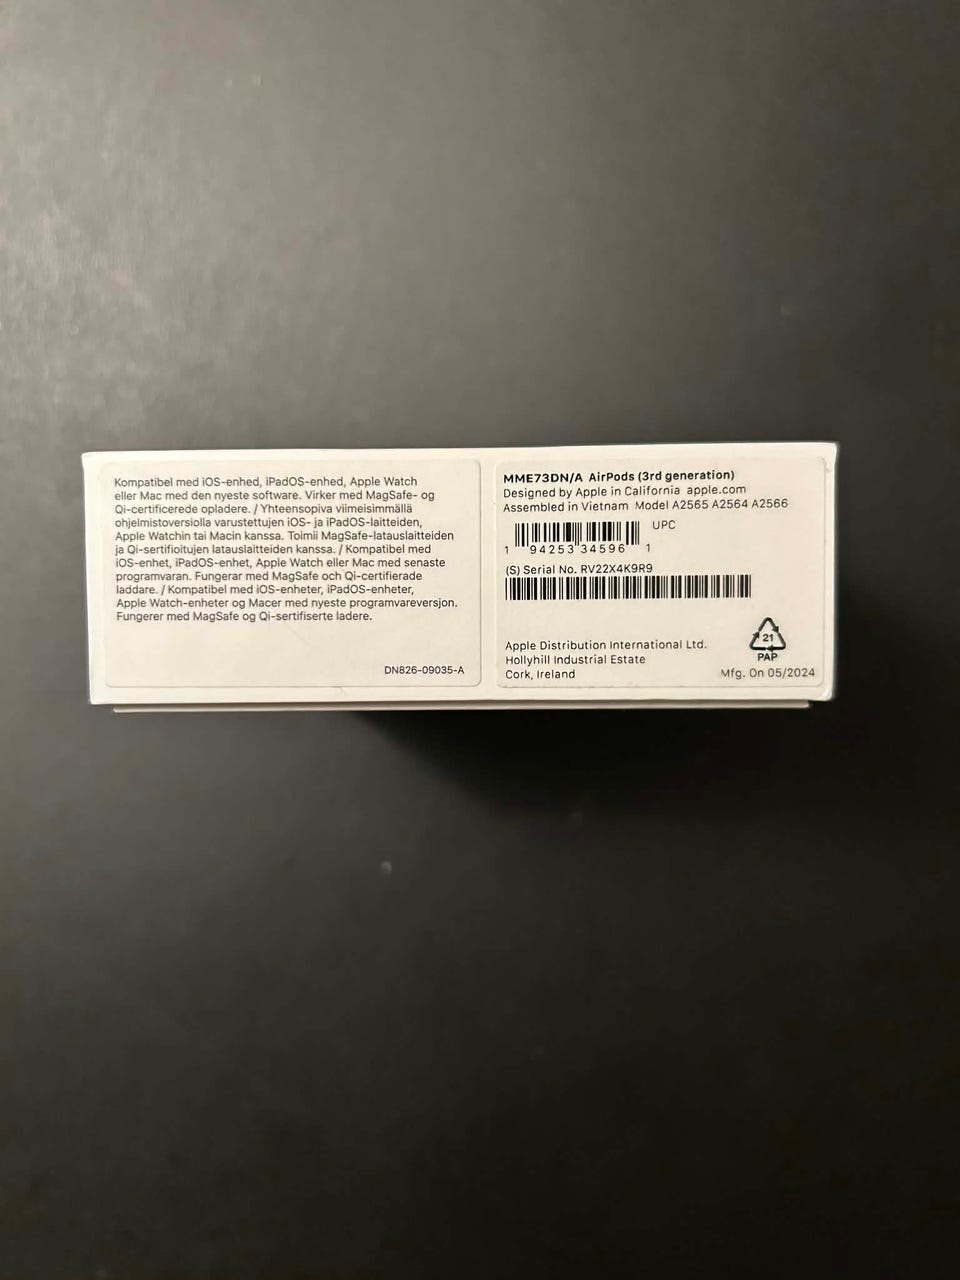 Kompatibel med iOS-enhed, iPadOS-enhed, Apple Watch
eller Mac med den nyeste software. Virker med MagSafe- og
Qi-certificerede opladere. / Yhteensopiva viimeisimmällä
ohjelmistoversiolla varustettujen iOS- ja iPadOS-laitteiden,
Apple Watchin tai Macin kanssa. Toimii MagSafe-latauslaitteiden
ja Qi-sertifioitujen latauslaitteiden kanssa. / Kompatibel med
iOS-enhet, iPadOS-enhet, Apple Watch eller Mac med senaste
programvaran. Fungerar med MagSafe och Qi-certifierade
laddare. / Kompatibel med iOS-enheter, iPadOS-enheter,
Apple Watch-enheter og Macer med nyeste programvareversjon.
Fungerer med MagSafe og Qi-sertifiserte ladere.
DN826-09035-A
MME73DN/A AirPods (3rd generation)
Designed by Apple in California apple.com
Assembled in Vietnam Model A2565 A2564 A2566
UPC
1 94253 34596 1
(S) Serial No. RV22X4K9R9
Apple Distribution International Ltd.
Hollyhill Industrial Estate
Cork, Ireland
21
PAP
Mfg. On 05/2024